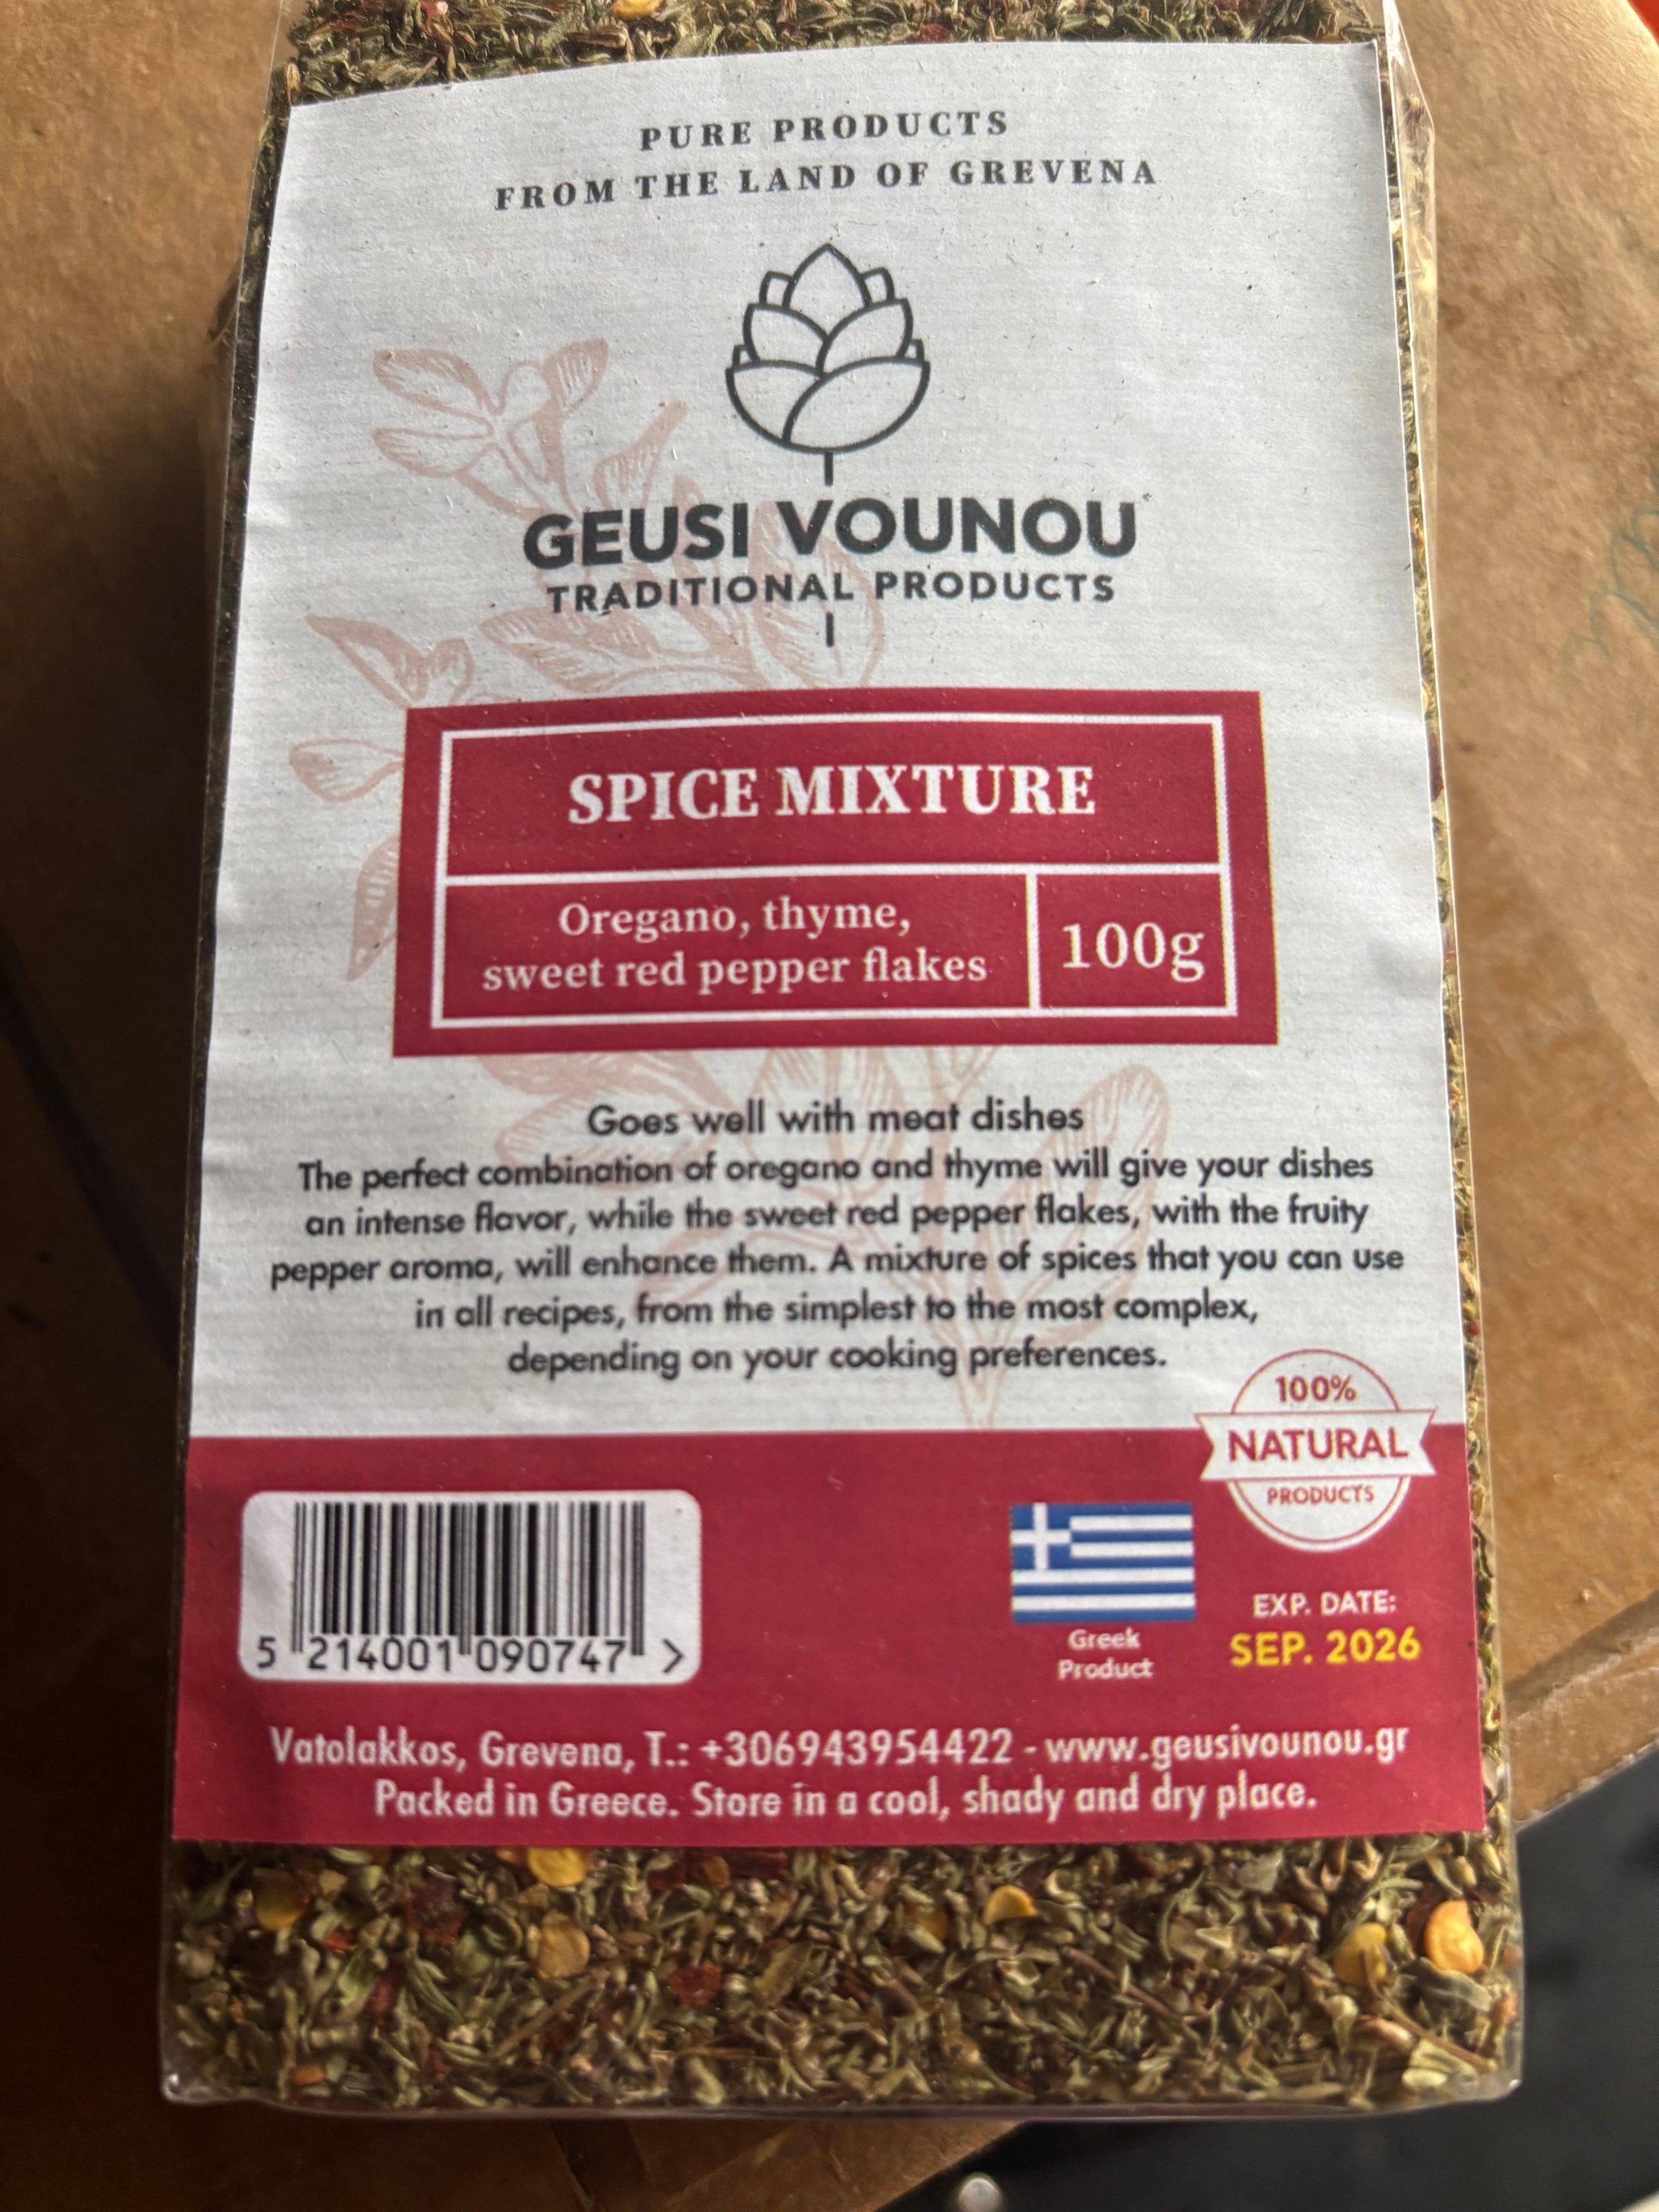 PURE PRODUCTS
FROM THE LAND OF GREVENA
GEUSI VOUNOU
TRADITIONAL PRODUCTS
SPICE MIXTURE
Oregano, thyme,
sweet red pepper flakes
100g
Goes well with meat dishes
The perfect combination of oregano and thyme will give your dishes
an intense flavor, while the sweet red pepper flakes, with the fruity
pepper aroma, will enhance them. A mixture of spices that you can use
in all recipes, from the simplest to the most complex,
depending on your cooking preferences.
100%
NATURAL
PRODUCTS
5 214001 090747 >
Greek
Product
EXP. DATE:
SEP. 2026
Vatolakkos, Grevena, T.: +306943954422 - www.geusivounou.gr
Packed in Greece. Store in a cool, shady and dry place.